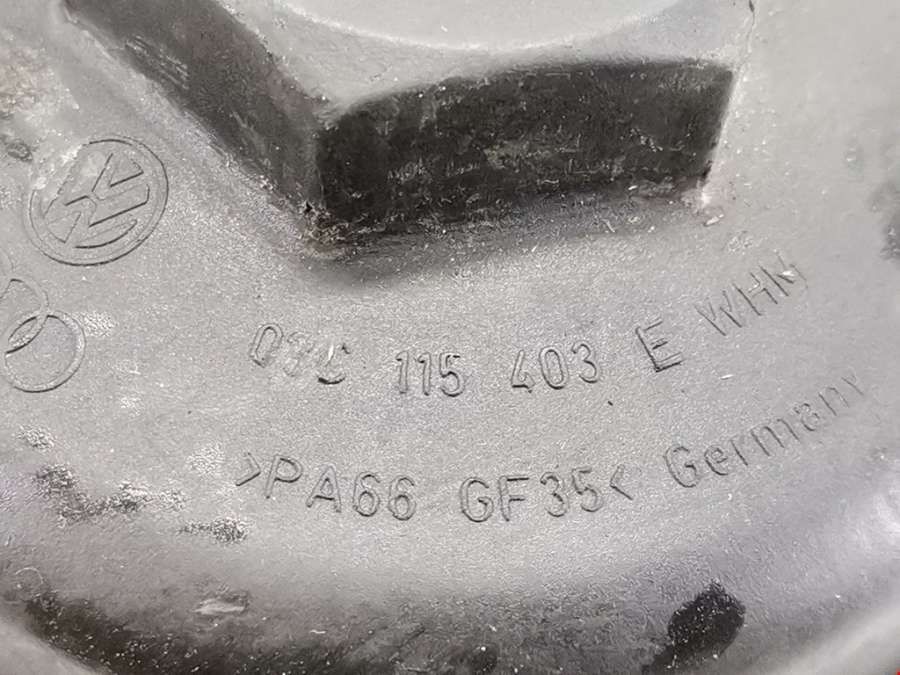 115 403 E WHN
>PA66 GF35< Germany